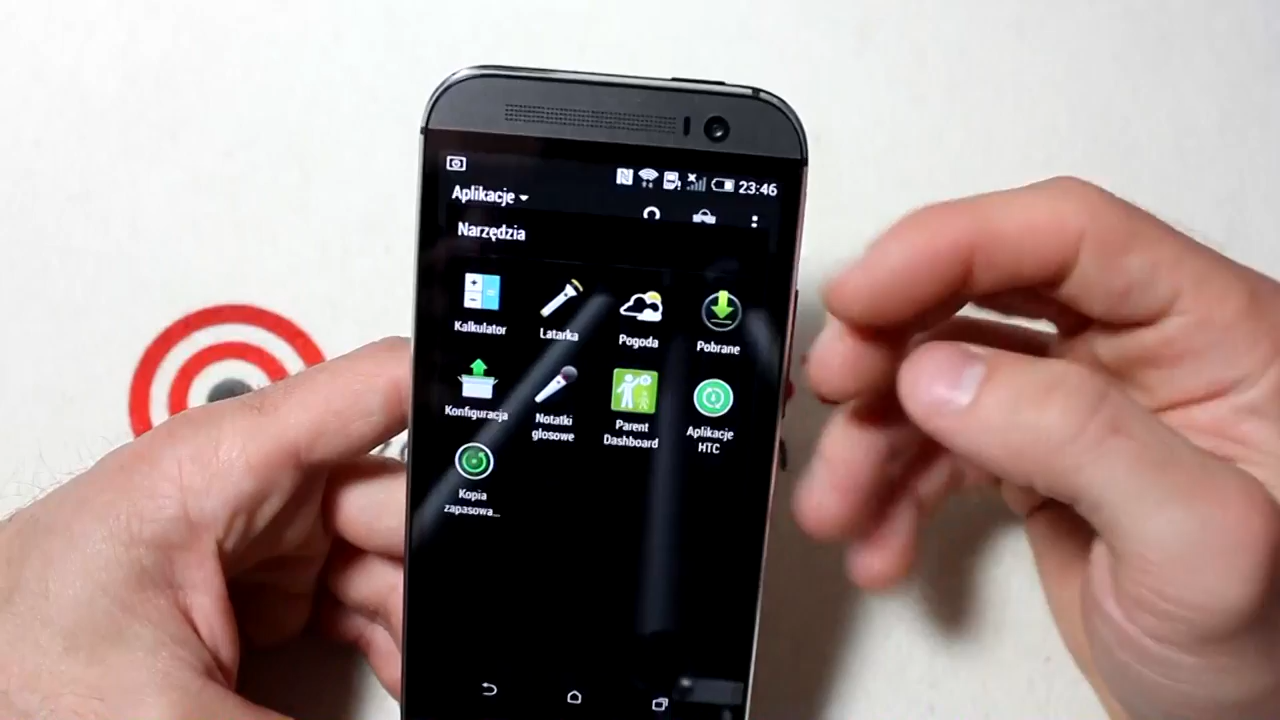 23:46
Aplikacje
Narzędzia
Kalkulator
Latarka
Pogoda
Pobrane
Konfiguracja
Notatki
głosowe
Parent
Dashboard
Aplikacje
HTC
Kopia
zapasowa...